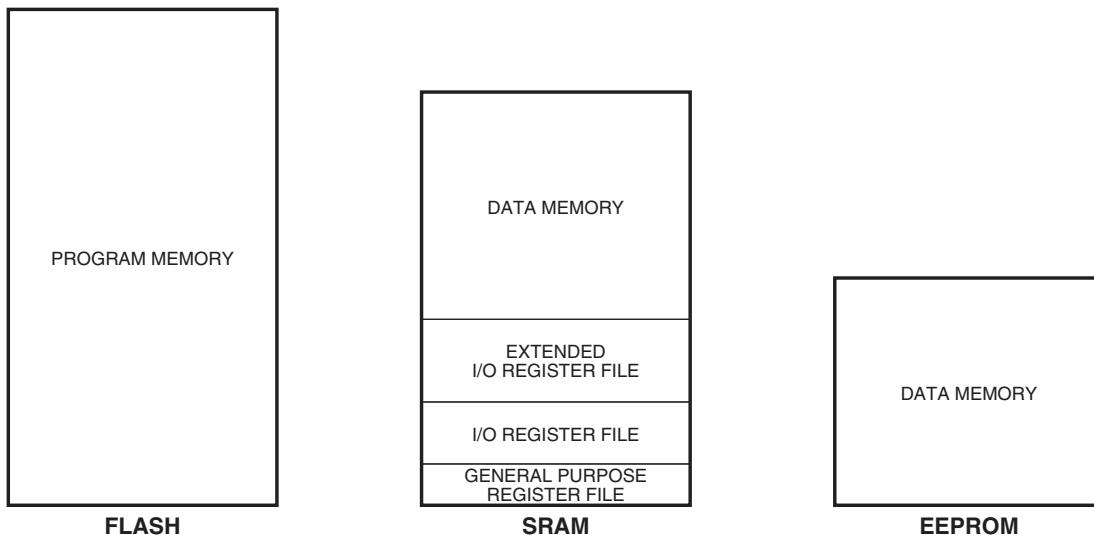 PROGRAM MEMORY
FLASH
DATA MEMORY
EXTENDED
I/O REGISTER FILE
I/O REGISTER FILE
GENERAL PURPOSE
REGISTER FILE
SRAM
DATA MEMORY
EEPROM